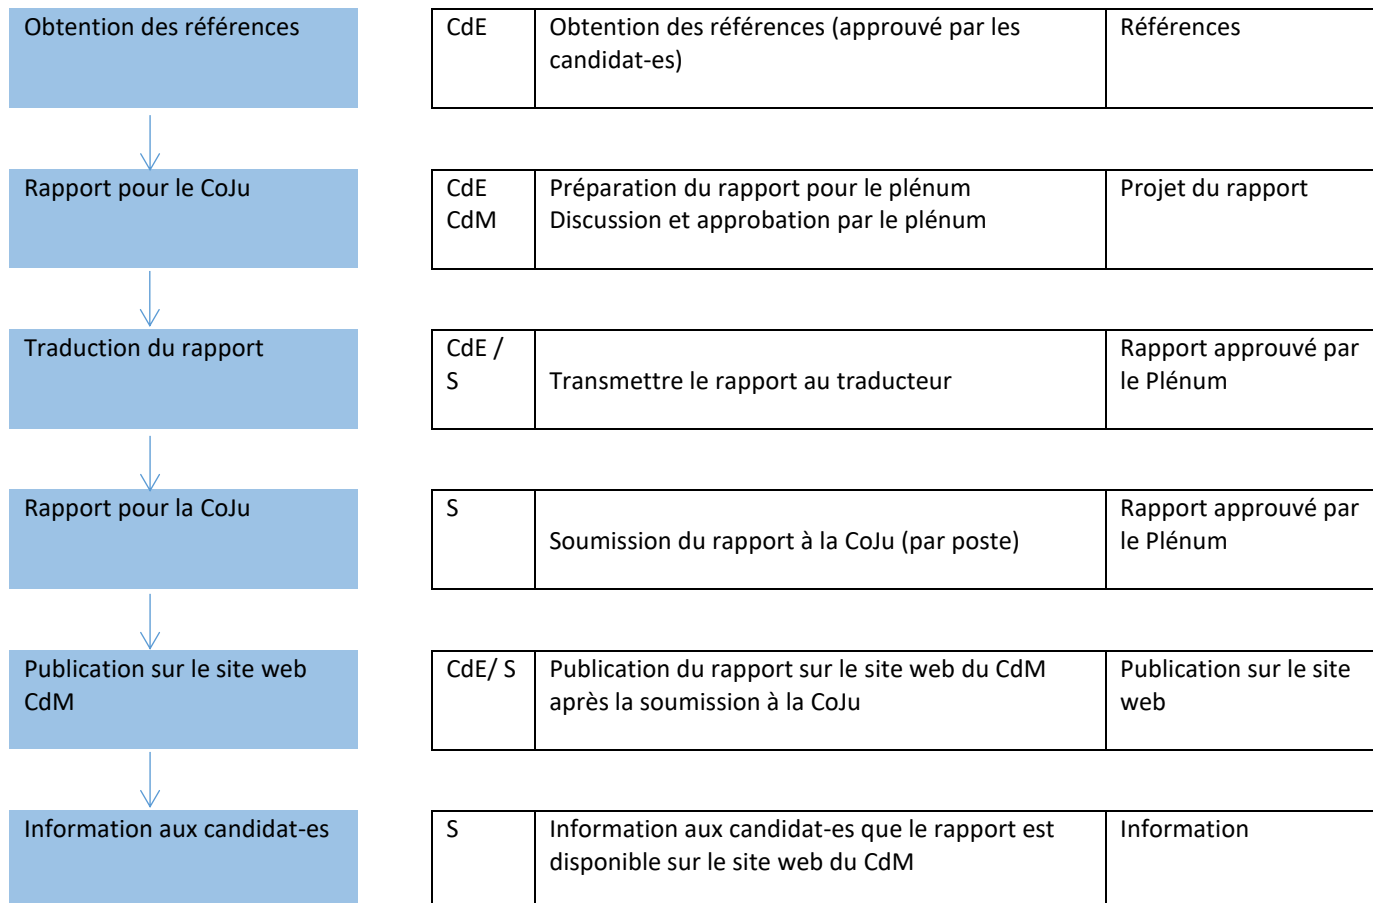 Obtention des références
CdE
Obtention des références (approuvé par les
candidat-es)
Références
Rapport pour le CoJu
CdE
CdM
Préparation du rapport pour le plénum
Discussion et approbation par le plénum
Projet du rapport
Traduction du rapport
CdE /
S
Transmettre le rapport au traducteur
Rapport approuvé par
le Plénum
Rapport pour la CoJu
S
Soumission du rapport à la CoJu (par poste)
Rapport approuvé par
le Plénum
Publication sur le site web
CdM
CdE/ S
Publication du rapport sur le site web du CdM
après la soumission à la CoJu
Publication sur le site
web
Information aux candidat-es
S
Information aux candidat-es que le rapport est
disponible sur le site web du CdM
Information